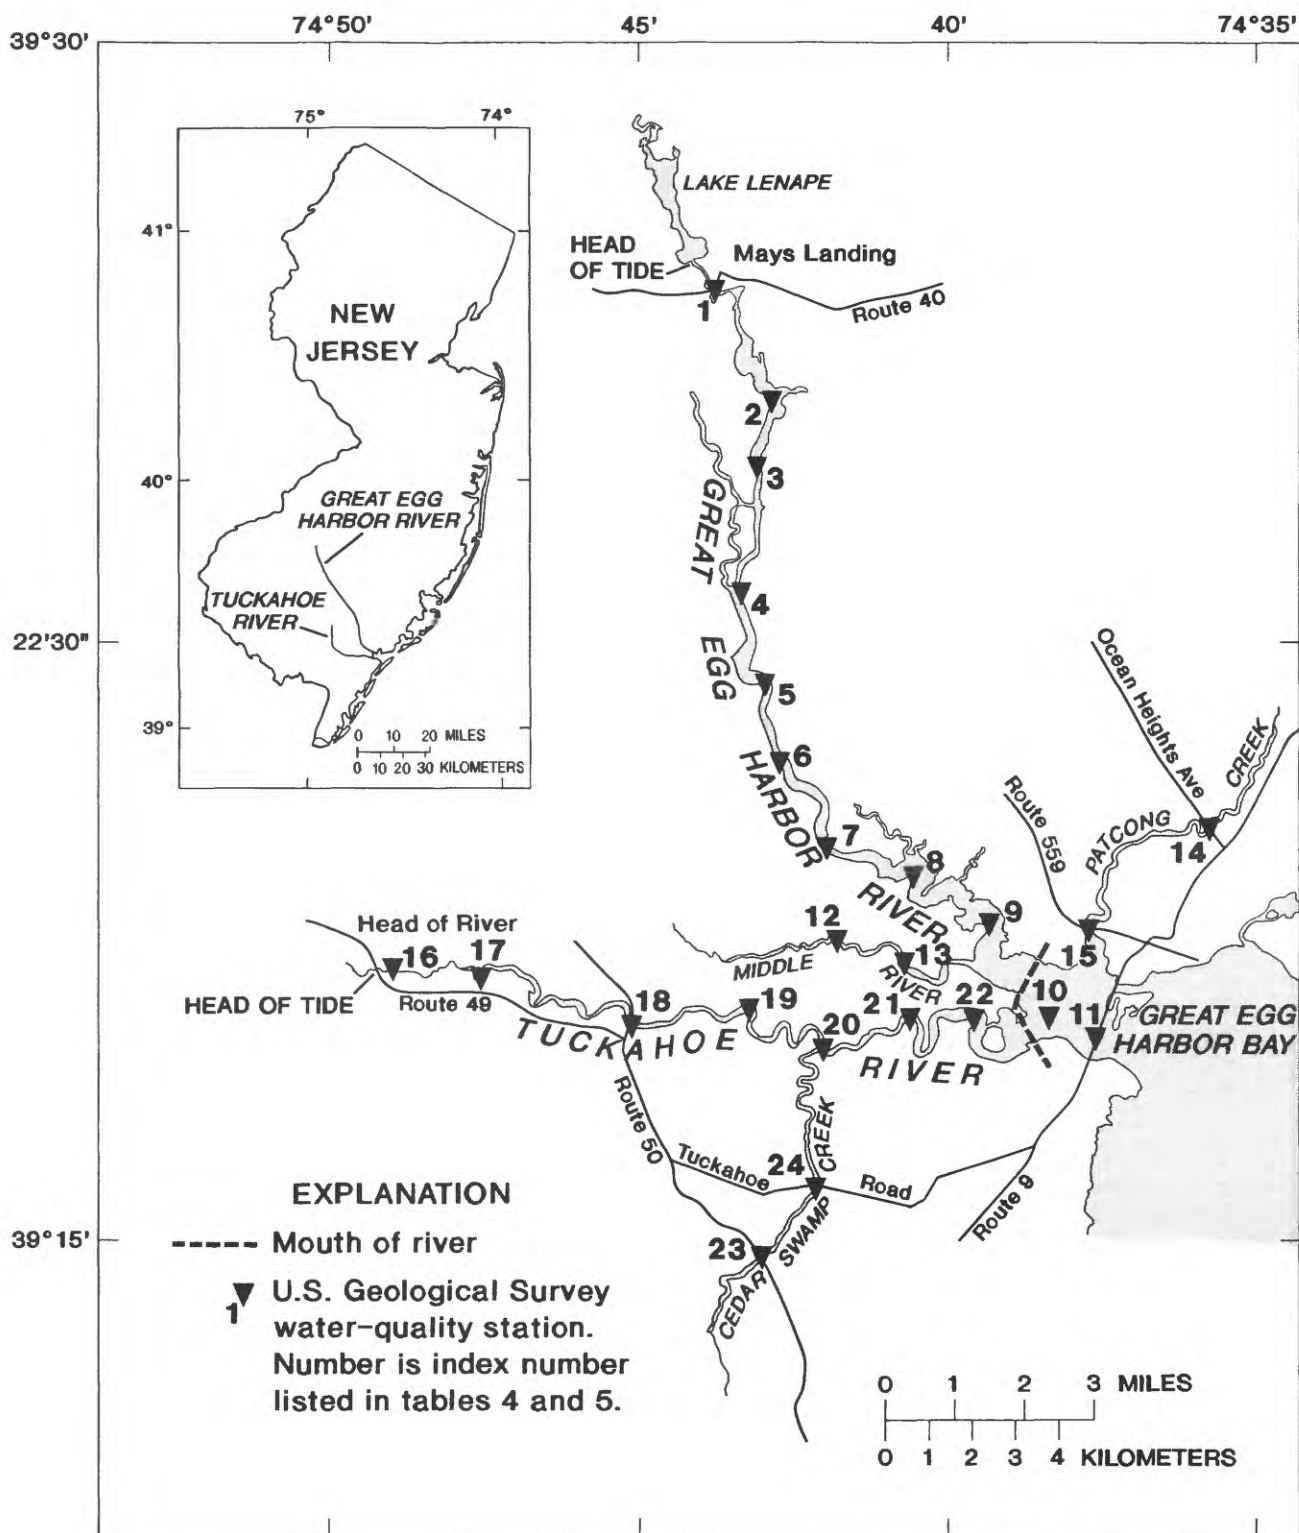 74°50' 45' 40' 74°35'
39°30'
22'30"
39°15'
75° 74°
41°
40°
39°
NEW
JERSEY
GREAT EGG
HARBOR RIVER
TUCKAHOE
RIVER
0 10 20 MILES
0 10 20 30 KILOMETERS
LAKE LENAPE
HEAD
OF TIDE
Mays Landing
Route 40
1
2
3
4
5
6
7
8
9
GREAT
EGG
HARBOR
RIVER
Ocean Heights Ave
Route 559
PATCONG
CREEK
14
15
12
13
MIDDLE
RIVER
Head of River
16
17
HEAD OF TIDE
Route 49
18
19
20
21
22
10
11
TUCKAHOE
RIVER
GREAT EGG
HARBOR BAY
Route 50
Tuckahoe
Road
Route 9
24
23
CEDAR
SWAMP
CREEK
EXPLANATION
Mouth of river
1 U.S. Geological Survey
water-quality station.
Number is index number
listed in tables 4 and 5.
0 1 2 3 MILES
0 1 2 3 4 KILOMETERS